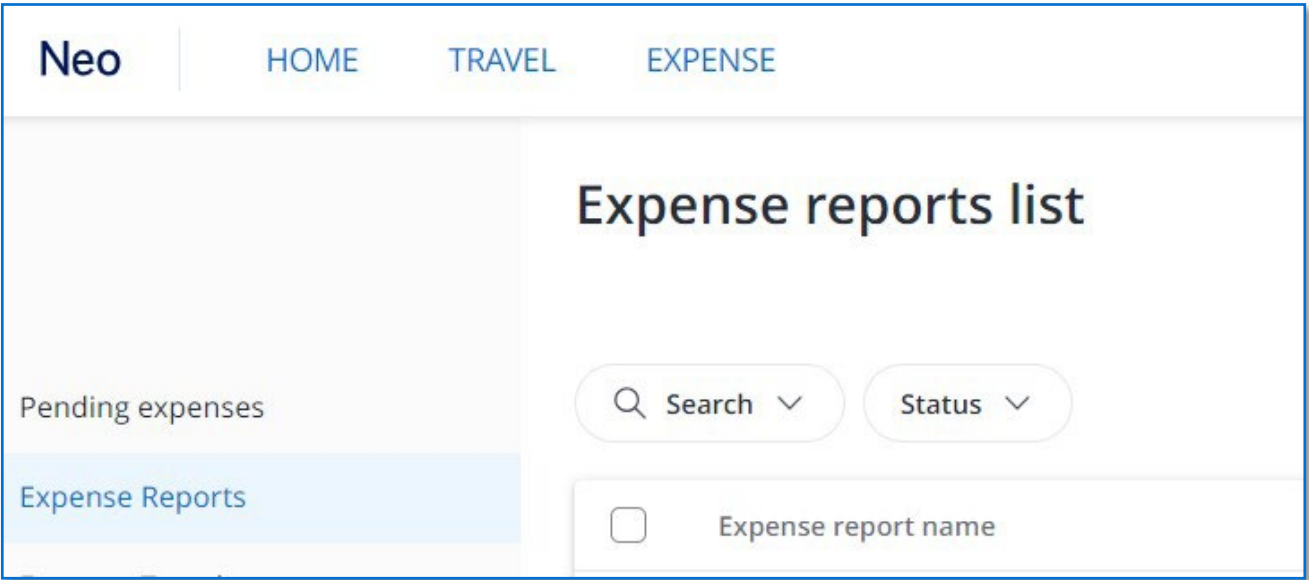 Neo HOME TRAVEL EXPENSE
Expense reports list
Search Status
Pending expenses
Expense Reports
Expense report name